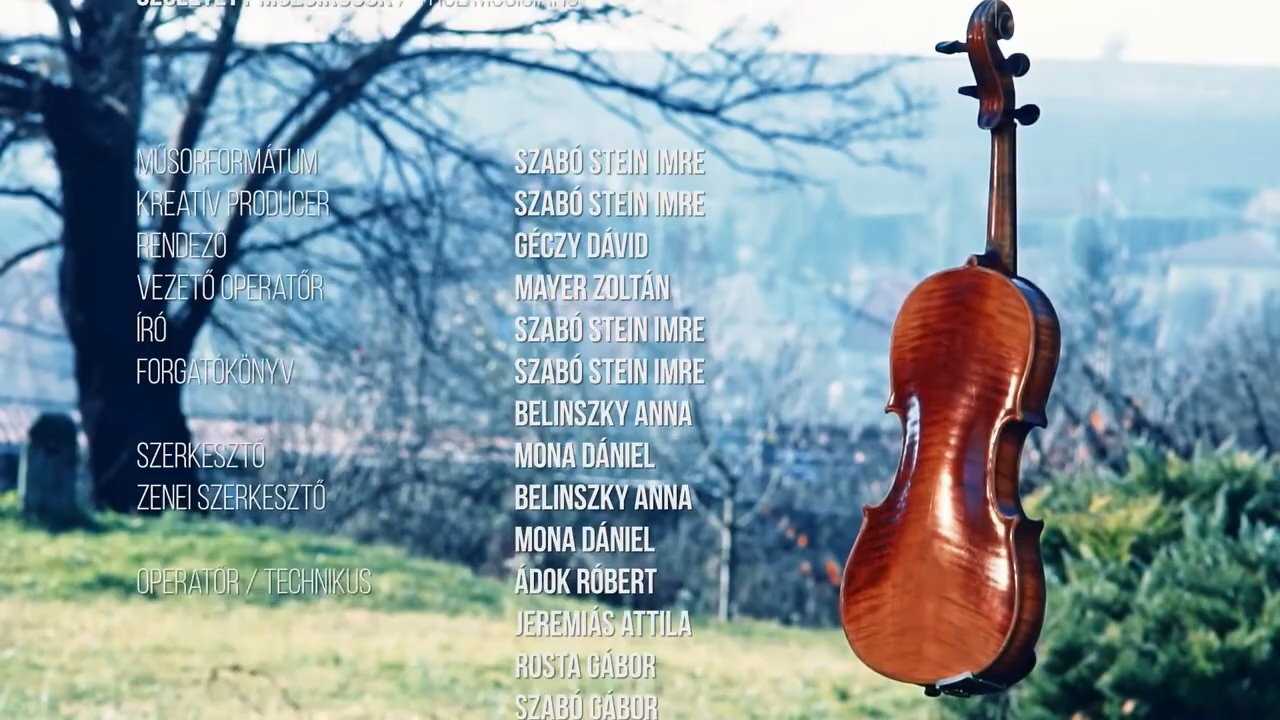 MŰSORFORMÁTUM SZABÓ STEIN IMRE
KREATÍV PRODUCER SZABÓ STEIN IMRE
RENDEZŐ GÉCZY DÁVID
VEZETŐ OPERATŐR MAYER ZOLTÁN
ÍRÓ SZABÓ STEIN IMRE
FORGATÓKÖNYV SZABÓ STEIN IMRE
BELINSZKY ANNA
SZERKESZTŐ MONA DÁNIEL
ZENEI SZERKESZTŐ BELINSZKY ANNA
MONA DÁNIEL
OPERATŐR / TECHNIKUS ÁDOK RÓBERT
JEREMIÁS ATTILA
ROSTA GÁBOR
SZABÓ GÁBOR